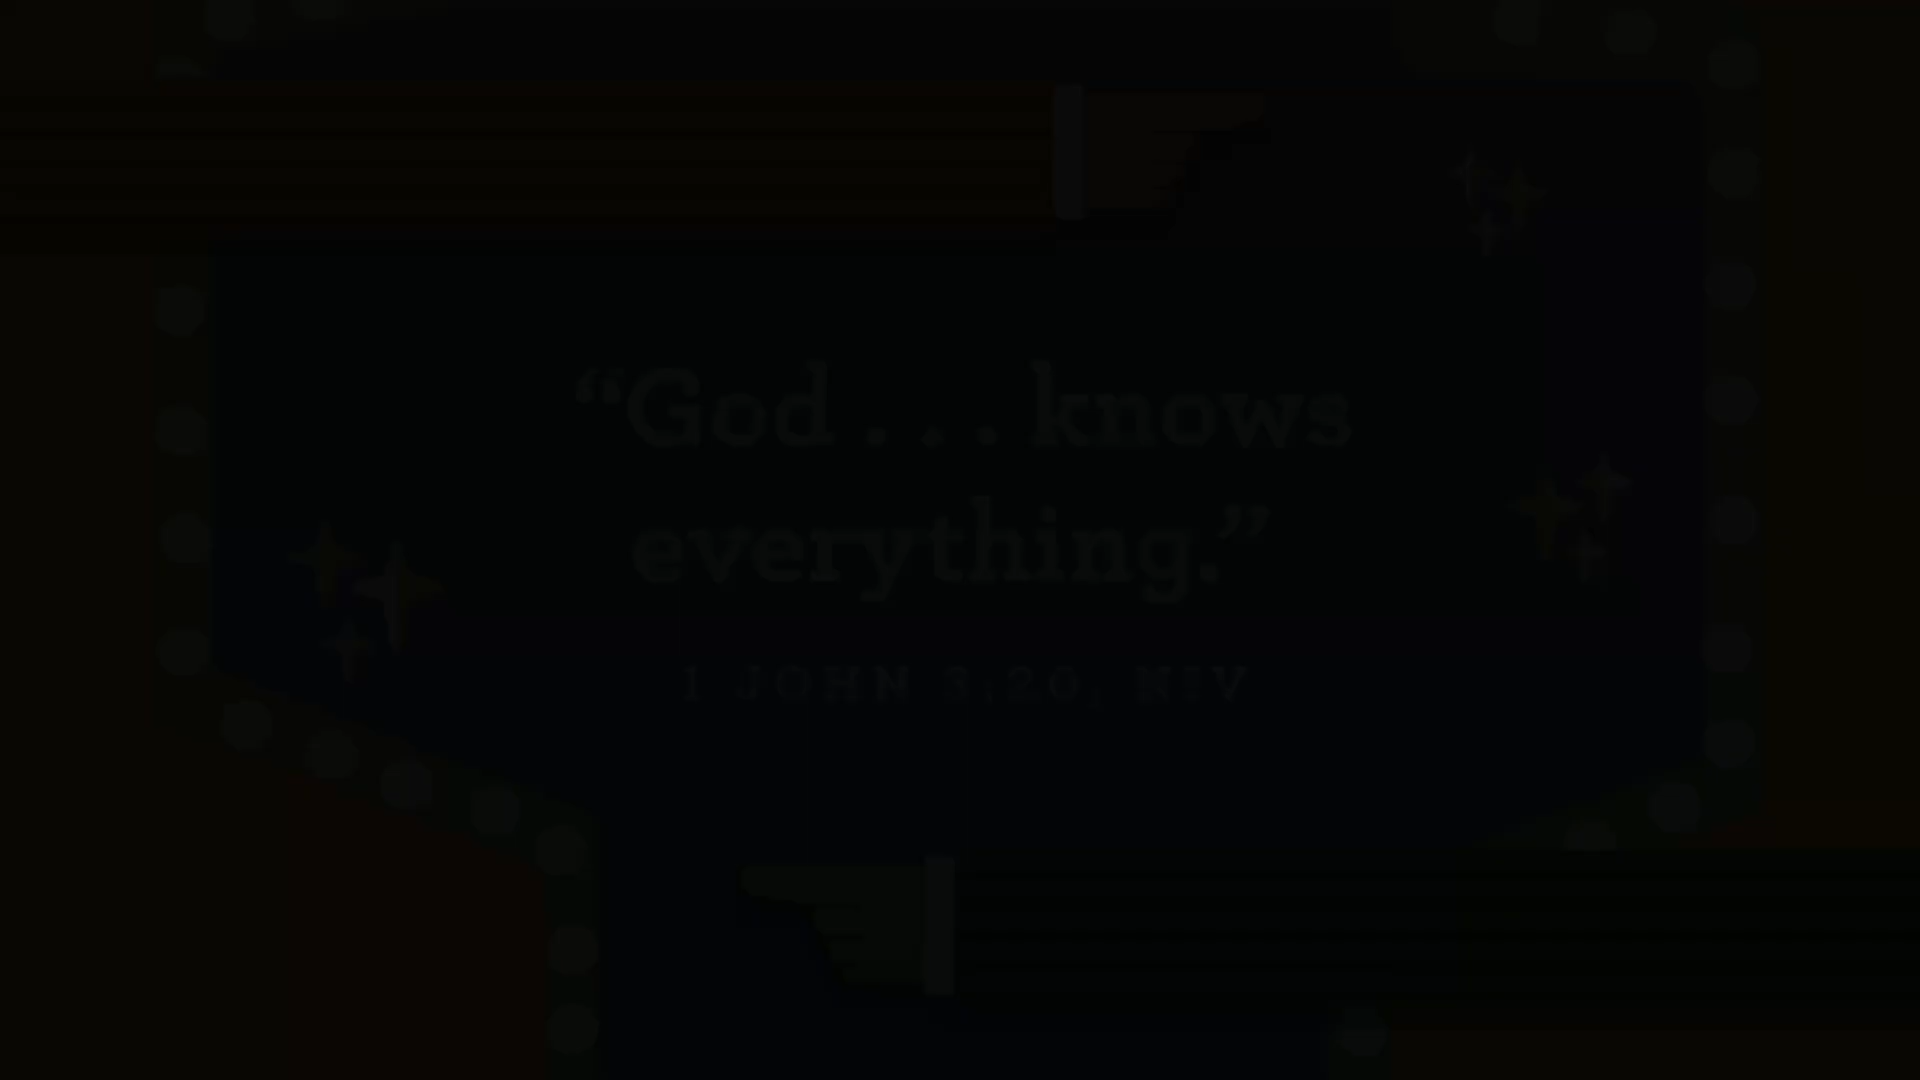 “God . . . knows
everything.”
1 JOHN 3:20, NIV